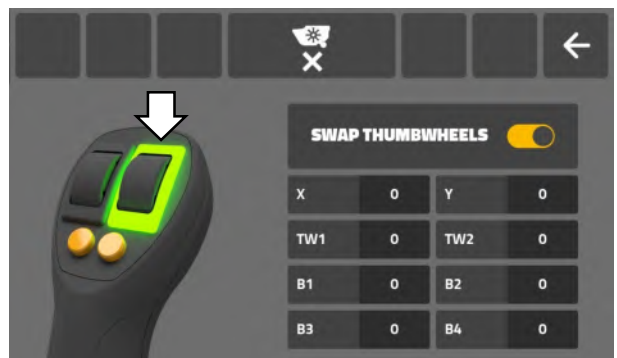 SWAP THUMBWHEELS
X 0 Y 0
TW1 0 TW2 0
B1 0 B2 0
B3 0 B4 0